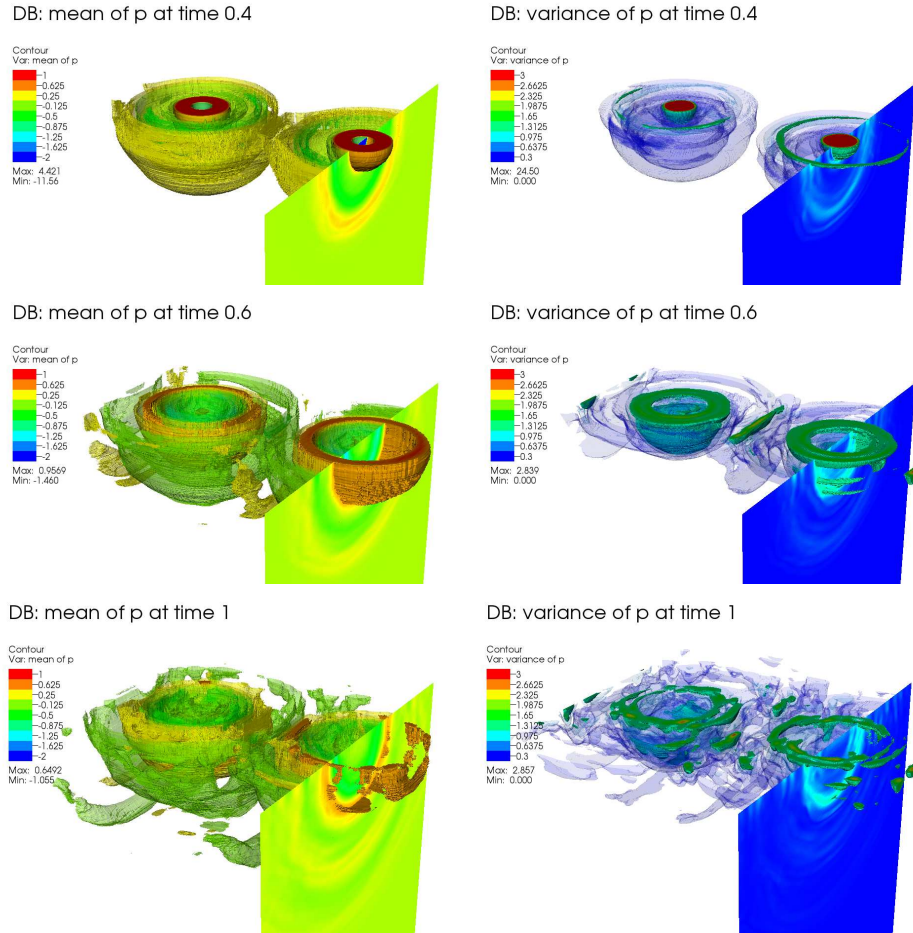 DB: mean of p at time 0.4
Contour
Var: mean of p
1
0.625
0.25
-0.125
-0.5
-0.875
-1.25
-1.625
-2
Max: 4.421
Min: -11.56
DB: variance of p at time 0.4
Contour
Var: variance of p
3
2.6625
2.325
1.9875
1.65
1.3125
0.975
0.6375
0.3
Max: 24.50
Min: 0.000
DB: mean of p at time 0.6
Contour
Var: mean of p
1
0.625
0.25
-0.125
-0.5
-0.875
-1.25
-1.625
-2
Max: 0.9569
Min: -1.460
DB: variance of p at time 0.6
Contour
Var: variance of p
3
2.6625
2.325
1.9875
1.65
1.3125
0.975
0.6375
0.3
Max: 2.839
Min: 0.000
DB: mean of p at time 1
Contour
Var: mean of p
1
0.625
0.25
-0.125
-0.5
-0.875
-1.25
-1.625
-2
Max: 0.6492
Min: -1.055
DB: variance of p at time 1
Contour
Var: variance of p
3
2.6625
2.325
1.9875
1.65
1.3125
0.975
0.6375
0.3
Max: 2.857
Min: 0.000